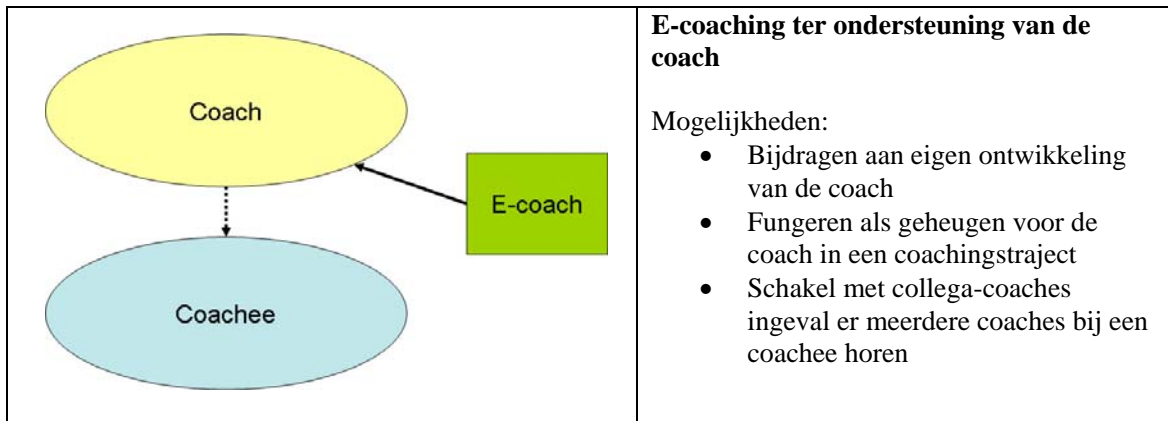 Coach
E-coach
Coachee
E-coaching ter ondersteuning van de
coach
Mogelijkheden:
• Bijdragen aan eigen ontwikkeling
van de coach
• Fungeren als geheugen voor de
coach in een coachingstraject
• Schakel met collega-coaches
ingeval er meerdere coaches bij een
coachee horen